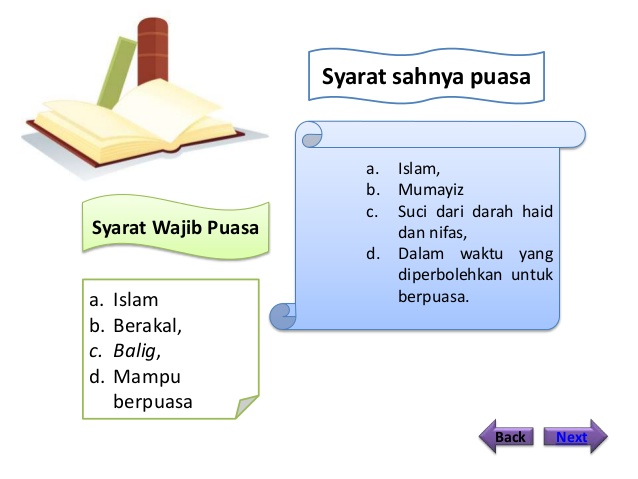 Syarat sahnya puasa
a. Islam,
b. Mumayiz
c. Suci dari darah haid
dan nifas,
d. Dalam waktu yang
diperbolehkan untuk
berpuasa.
Syarat Wajib Puasa
a. Islam
b. Berakal,
c. Balig,
d. Mampu
berpuasa
Back
Next